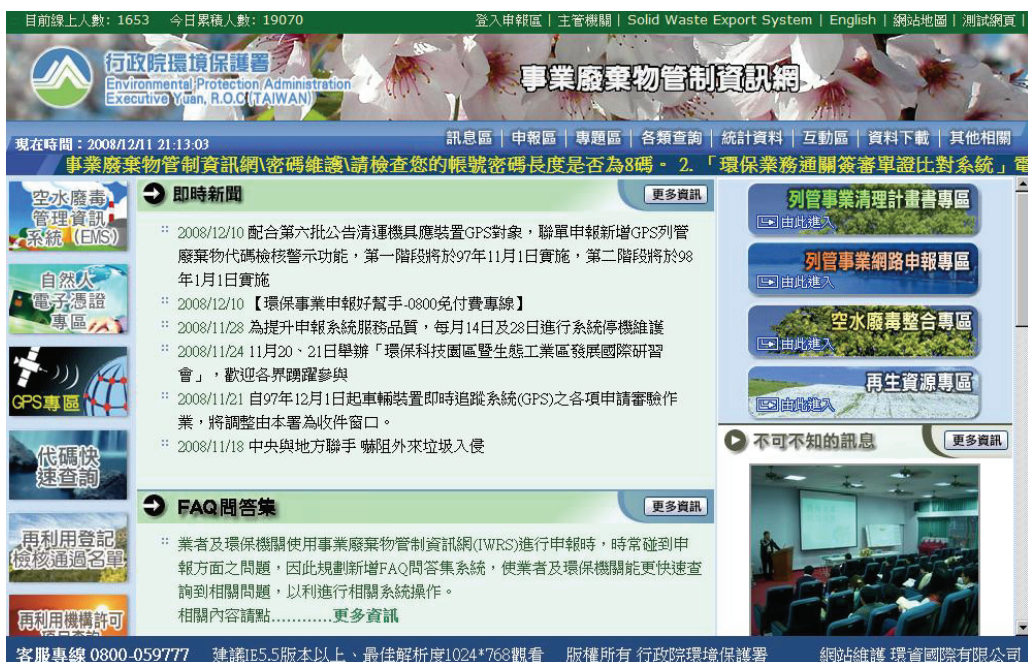 目前線上人數: 1653 今日累積人數: 19070 登入申報區 | 主管機關 | Solid Waste Export System | English | 網站地圖 | 測試網頁 |
行政院環境保護署
Environmental Protection Administration
Executive Yuan, R.O.C (TAIWAN)
事業廢棄物管制資訊網
現在時間：2008/12/11 21:13:03
訊息區 | 申報區 | 專題區 | 各類查詢 | 統計資料 | 互動區 | 資料下載 | 其他相關
事業廢棄物管制資訊網\密碼維護\請檢查您的帳號密碼長度是否為8碼。 2. 「環保業務通關簽審單證比對系統」電
空水廢毒
管理資訊
系統 (EMS)
自然人
電子憑證
專區
GPS專區
代碼快
速查詢
再利用登記
檢核通過名單
再利用機構許可
即時新聞 更多資訊
2008/12/10 配合第六批公告清運機具應裝置GPS對象，聯單申報新增GPS列管
廢棄物代碼檢核警示功能，第一階段將於97年11月1日實施，第二階段將於98
年1月1日實施
2008/12/10 【環保事業申報好幫手-0800免付費專線】
2008/11/28 為提升申報系統服務品質，每月14日及28日進行系統停機維護
2008/11/24 11月20、21日舉辦「環保科技園區暨生態工業區發展國際研習
會」，歡迎各界踴躍參與
2008/11/21 自97年12月1日起車輛裝置即時追蹤系統(GPS)之各項申請審驗作
業，將調整由本署為收件窗口。
2008/11/18 中央與地方聯手 嚇阻外來垃圾入侵
FAQ問答集 更多資訊
業者及環保機關使用事業廢棄物管制資訊網(IWRS)進行申報時，時常碰到申
報方面之問題，因此規劃新增FAQ問答集系統，使業者及環保機關能更快速查
詢到相關問題，以利進行相關系統操作。
相關內容請點............更多資訊
列管事業清理計畫書專區
由此進入
列管事業網路申報專區
由此進入
空水廢毒整合專區
由此進入
再生資源專區
由此進入
不可不知的訊息 更多資訊
客服專線 0800-059777 建議IE5.5版本以上、最佳解析度1024*768觀看 版權所有 行政院環境保護署 網站維護 環資國際有限公司